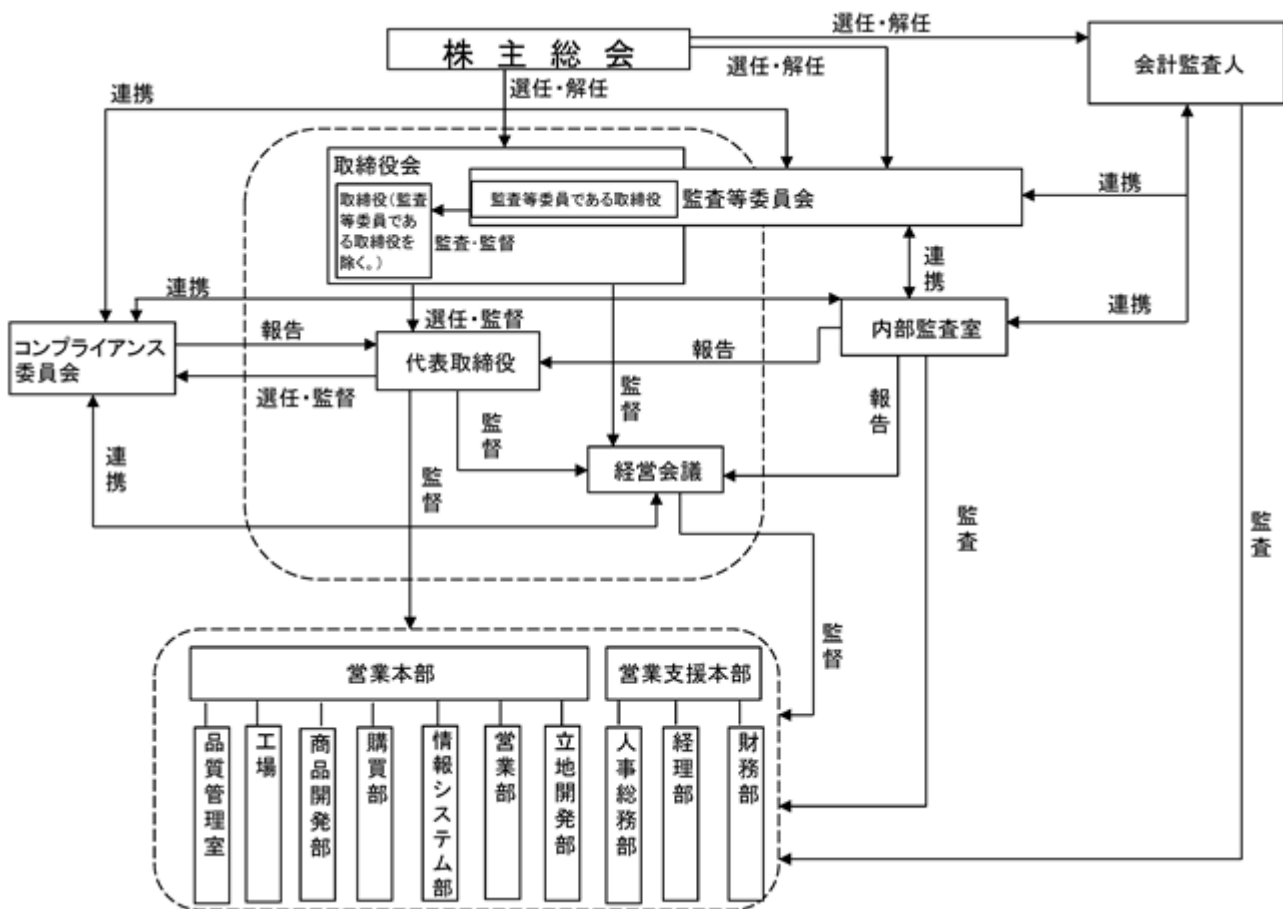 選任・解任
株主総会
会計監査人
選任・解任
選任・解任
連携
取締役会
取締役(監査
等委員であ
る取締役を
除く。)
監査等委員である取締役
監査等委員会
監査・監督
連携
連携
連携
連携
選任・監督
内部監査室
コンプライアンス
委員会
報告
代表取締役
報告
選任・監督
監督
監督
報告
経営会議
連携
監督
監査
監査
監督
営業本部
営業支援本部
品質管理室
工場
商品開発部
購買部
情報システム部
営業部
立地開発部
人事総務部
経理部
財務部